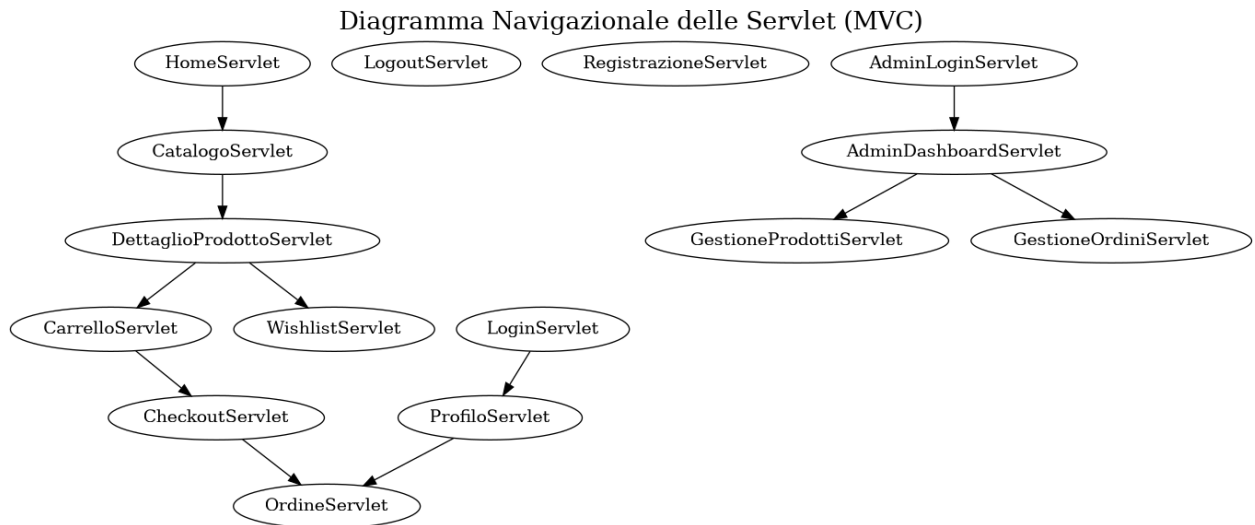 Diagramma Navigazionale delle Servlet (MVC)
HomeServlet
LogoutServlet
RegistrazioneServlet
AdminLoginServlet
CatalogoServlet
AdminDashboardServlet
DettaglioProdottoServlet
GestioneProdottiServlet
GestioneOrdiniServlet
CarrelloServlet
WishlistServlet
LoginServlet
CheckoutServlet
ProfiloServlet
OrdineServlet